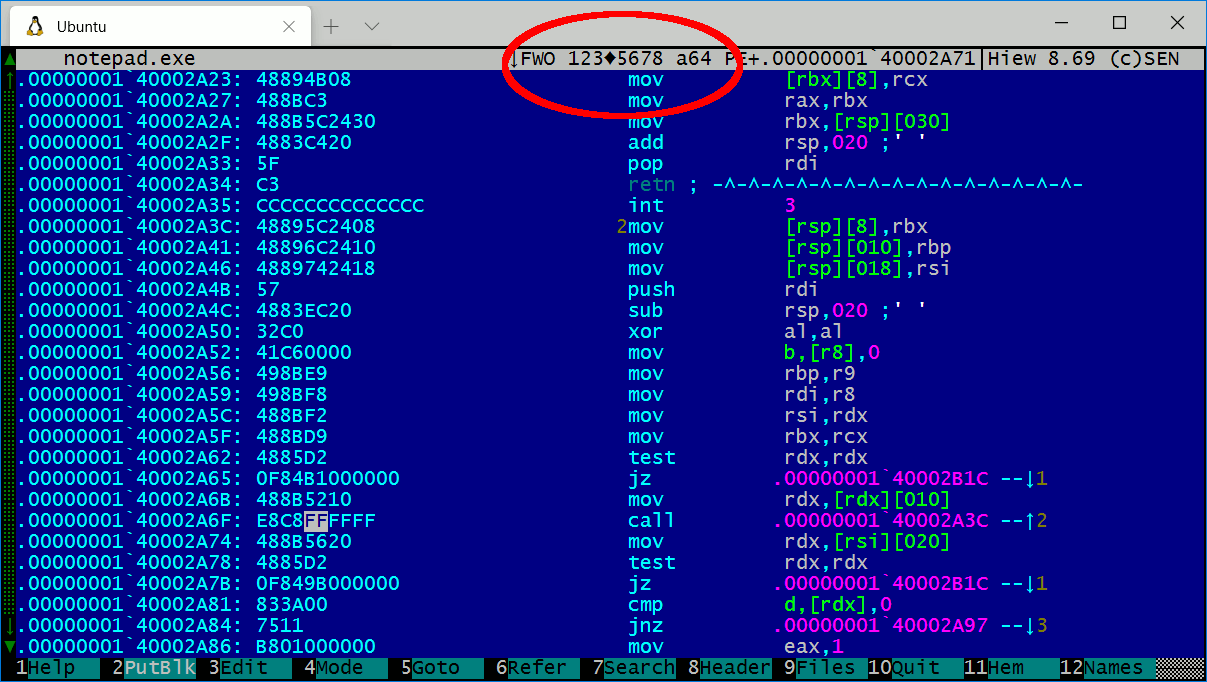 Ubuntu
notepad.exe ↓FWO 123♦5678 a64 PE+.00000001`40002A71|Hiew 8.69 (c)SEN
.00000001`40002A23: 48894B08 mov [rbx][8],rcx
.00000001`40002A27: 488BC3 mov rax,rbx
.00000001`40002A2A: 488B5C2430 mov rbx,[rsp][030]
.00000001`40002A2F: 4883C420 add rsp,020 ;' '
.00000001`40002A33: 5F pop rdi
.00000001`40002A34: C3 retn ; -^-^-^-^-^-^-^-^-^-^-^-^-^-^-^-
.00000001`40002A35: CCCCCCCCCCCCCC int 3
.00000001`40002A3C: 48895C2408 2mov [rsp][8],rbx
.00000001`40002A41: 48896C2410 mov [rsp][010],rbp
.00000001`40002A46: 4889742418 mov [rsp][018],rsi
.00000001`40002A4B: 57 push rdi
.00000001`40002A4C: 4883EC20 sub rsp,020 ;' '
.00000001`40002A50: 32C0 xor al,al
.00000001`40002A52: 41C60000 mov b,[r8],0
.00000001`40002A56: 498BE9 mov rbp,r9
.00000001`40002A59: 498BF8 mov rdi,r8
.00000001`40002A5C: 488BF2 mov rsi,rdx
.00000001`40002A5F: 488BD9 mov rbx,rcx
.00000001`40002A62: 4885D2 test rdx,rdx
.00000001`40002A65: 0F84B1000000 jz .00000001`40002B1C --↓1
.00000001`40002A6B: 488B5210 mov rdx,[rdx][010]
.00000001`40002A6F: E8C8FFFFFF call .00000001`40002A3C --↑2
.00000001`40002A74: 488B5620 mov rdx,[rsi][020]
.00000001`40002A78: 4885D2 test rdx,rdx
.00000001`40002A7B: 0F849B000000 jz .00000001`40002B1C --↓1
.00000001`40002A81: 833A00 cmp d,[rdx],0
.00000001`40002A84: 7511 jnz .00000001`40002A97 --↓3
.00000001`40002A86: B801000000 mov eax,1
1Help 2PutBlk 3Edit 4Mode 5Goto 6Refer 7Search 8Header 9Files 10Quit 11Hem 12Names